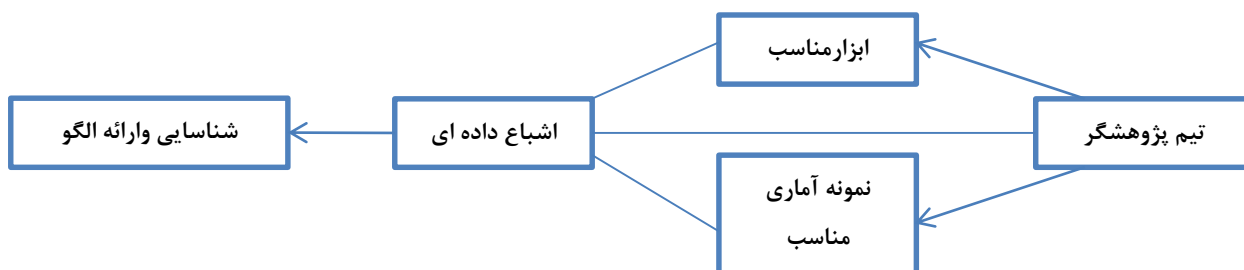 ابزارمناسب
تیم پژوهشگر
اشباع داده ای
شناسایی وارائه الگو
نمونه آماری
مناسب